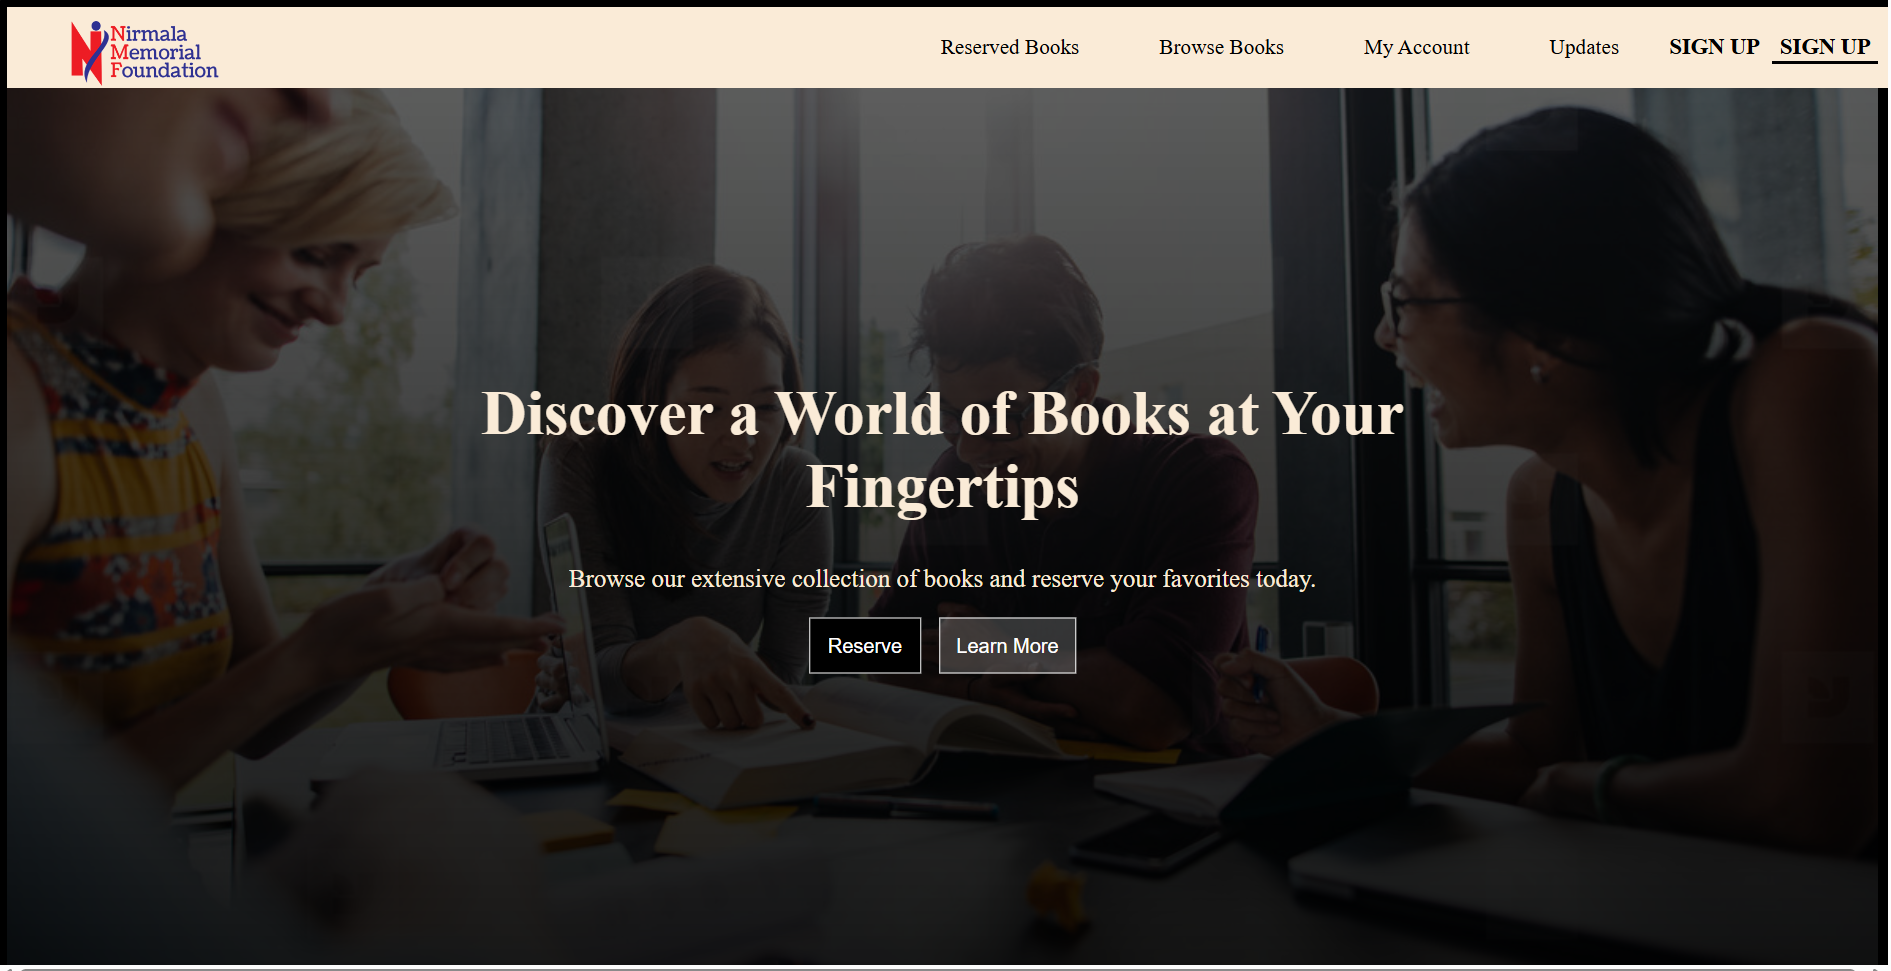 Nirmala
Memorial
Foundation
Reserved Books
Browse Books
My Account
Updates
SIGN UP
SIGN UP
Discover a World of Books at Your
Fingertips
Browse our extensive collection of books and reserve your favorites today.
Reserve
Learn More